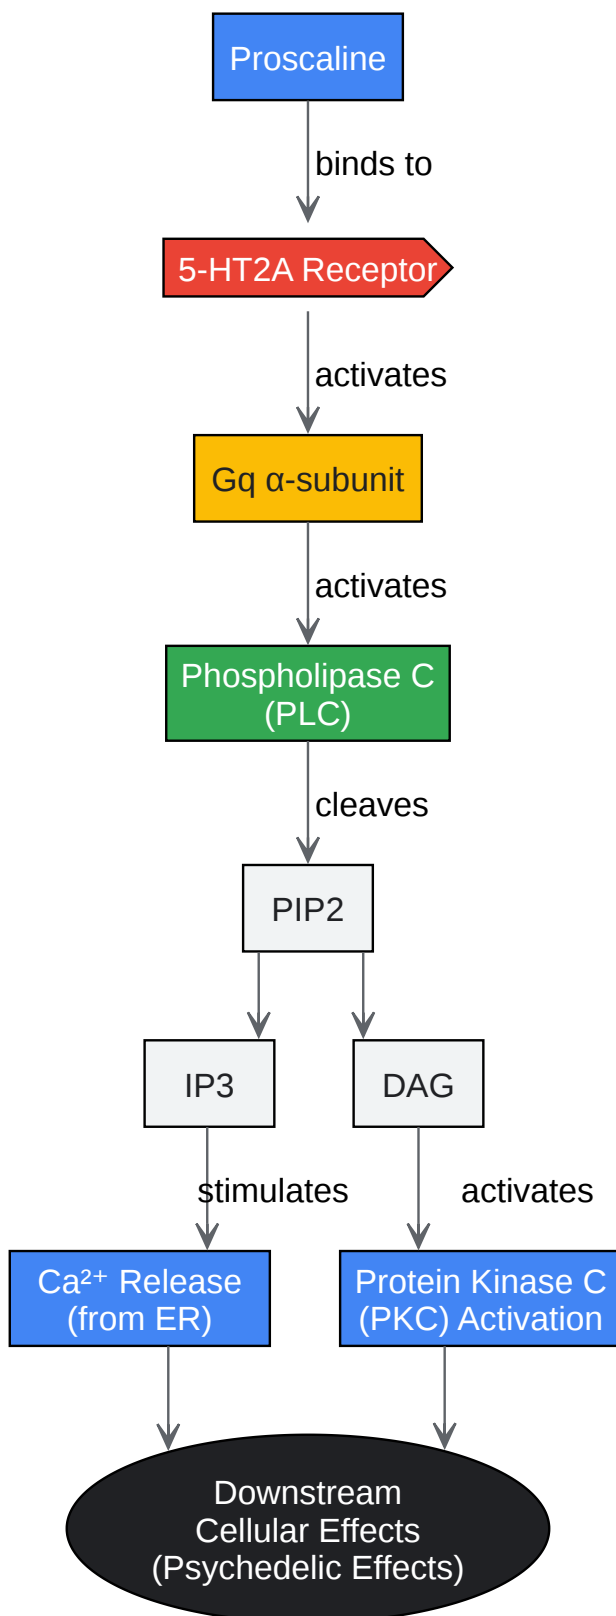 Proscaline
binds to
5-HT2A Receptor
activates
Gq α-subunit
activates
Phospholipase C
(PLC)
cleaves
PIP2
IP3
DAG
stimulates
activates
Ca²⁺ Release
(from ER)
Protein Kinase C
(PKC) Activation
Downstream
Cellular Effects
(Psychedelic Effects)